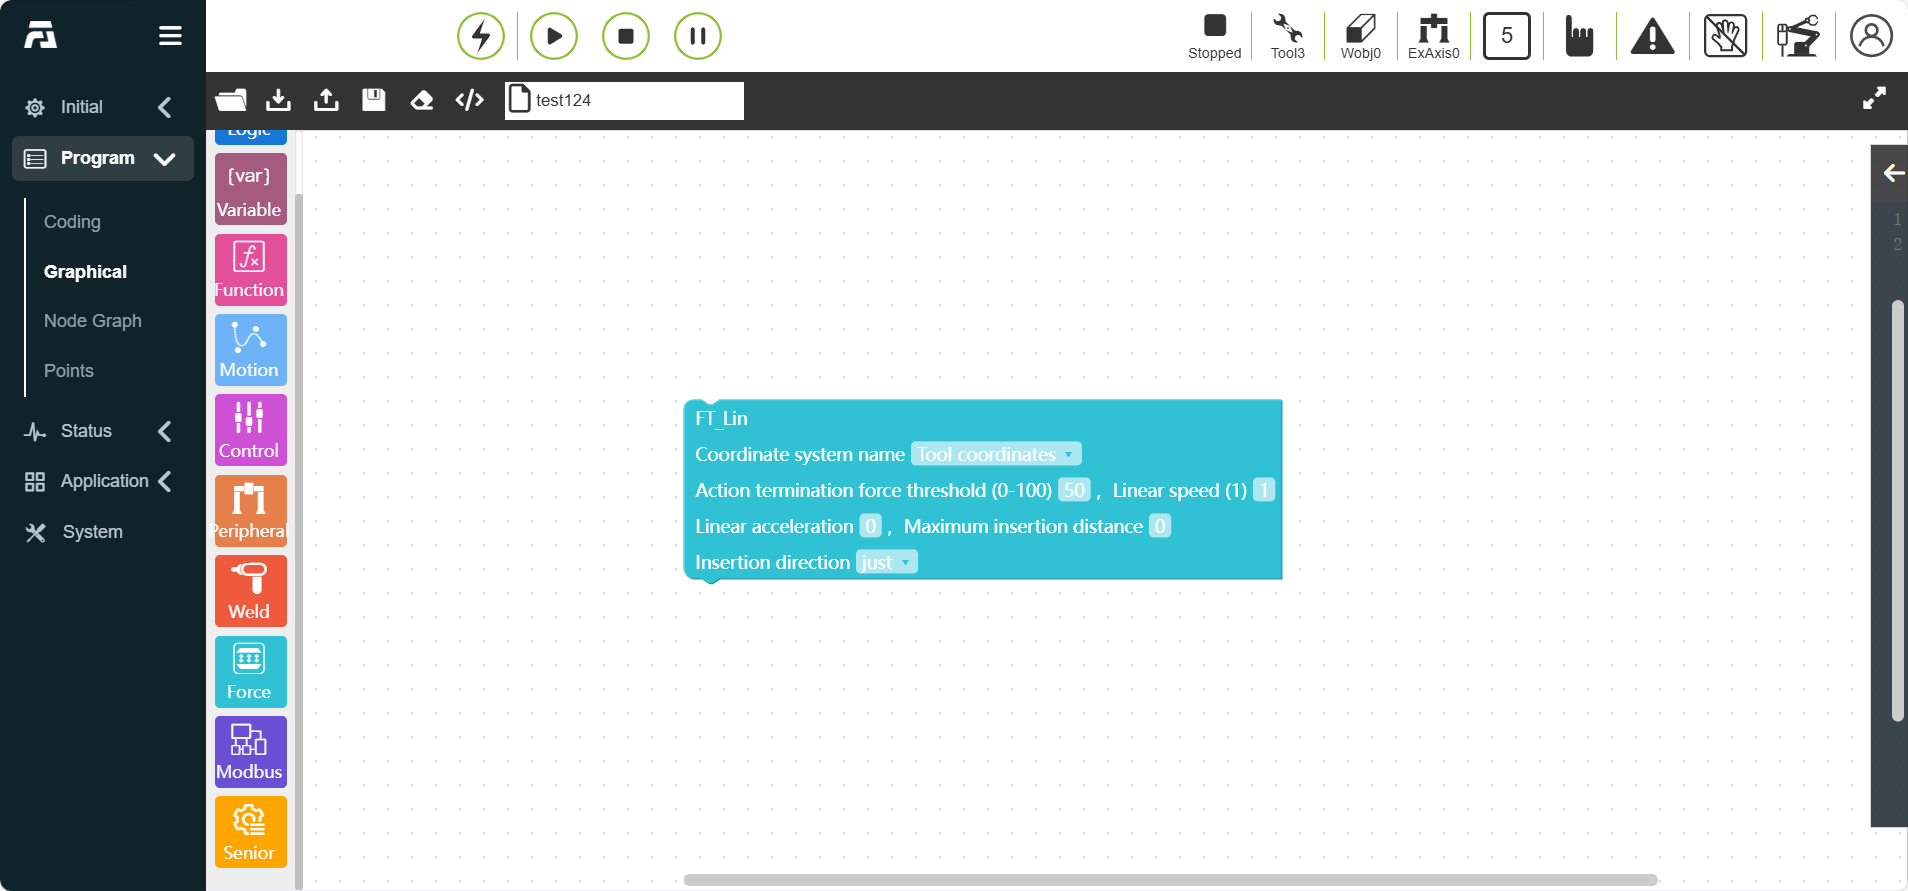 Stopped
Tool3
Wobj0
ExAxis0
5
Initial
Program
Coding
Graphical
Node Graph
Points
Status
Application
System
test124
Logic
{var}
Variable
fx
Function
Motion
Control
Peripheral
Weld
Force
Modbus
Senior
FT_Lin
Coordinate system name Tool coordinates
Action termination force threshold (0-100) 50 , Linear speed (1) 1
Linear acceleration 0 , Maximum insertion distance 0
Insertion direction just
1
2